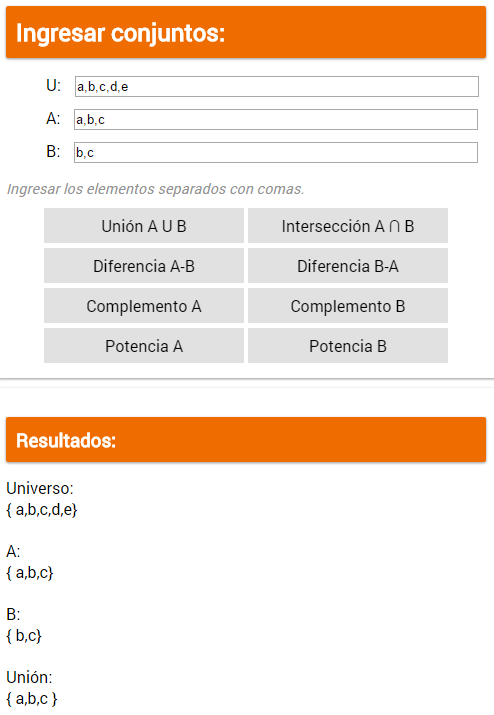 Ingresar conjuntos:
U: a,b,c,d,e
A: a,b,c
B: b,c
Ingresar los elementos separados con comas.
Unión A U B Intersección A ∩ B
Diferencia A-B Diferencia B-A
Complemento A Complemento B
Potencia A Potencia B
Resultados:
Universo:
{ a,b,c,d,e}
A:
{ a,b,c}
B:
{ b,c}
Unión:
{ a,b,c }